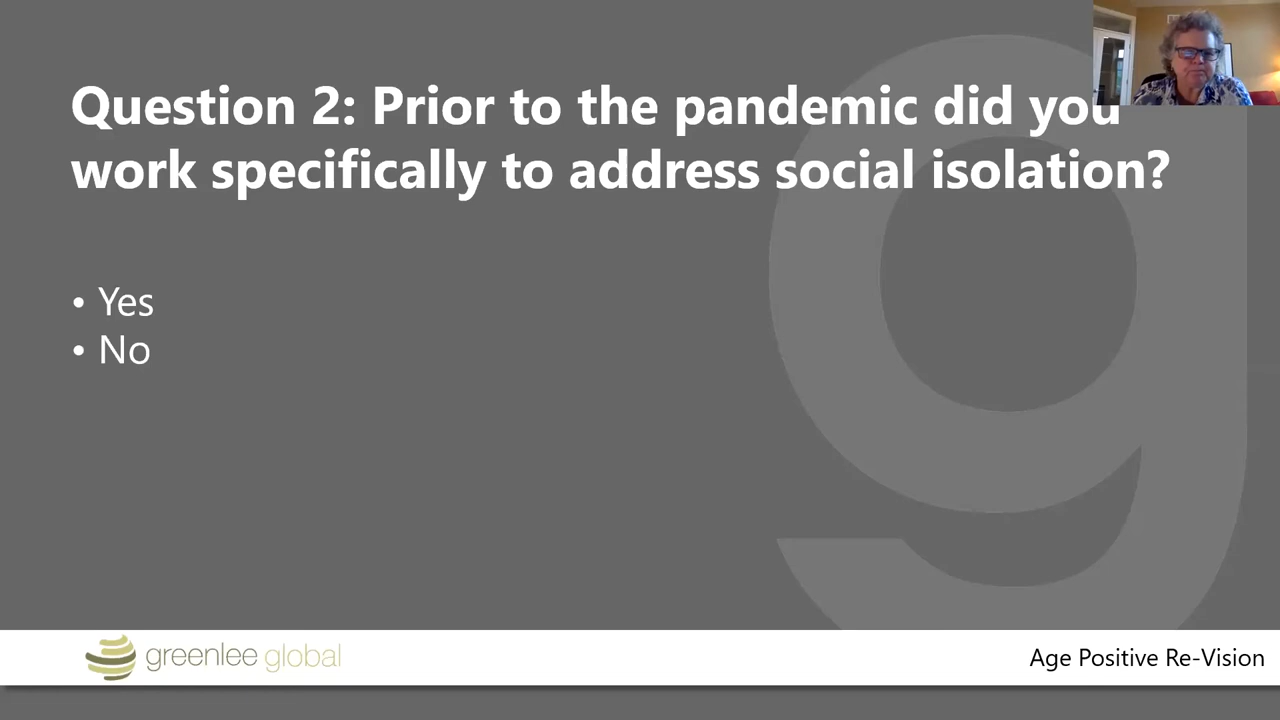 Question 2: Prior to the pandemic did you
work specifically to address social isolation?
• Yes
• No
greenlee global
Age Positive Re-Vision